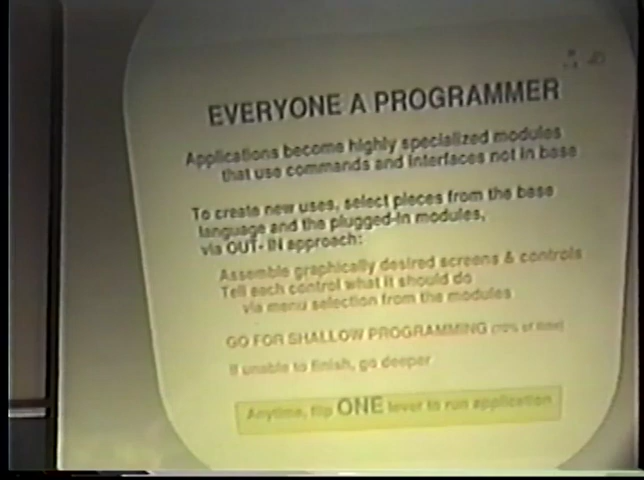 EVERYONE A PROGRAMMER
Applications become highly specialized modules
that use commands and interfaces not in base
To create new uses, select pieces from the base
language and the plugged-in modules,
via OUT-IN approach:
Assemble graphically desired screens & controls
Tell each control what it should do
via menu selection from the modules
GO FOR SHALLOW PROGRAMMING of time)
If unable to finish, go deeper
Anytime, flip ONE lever to run application